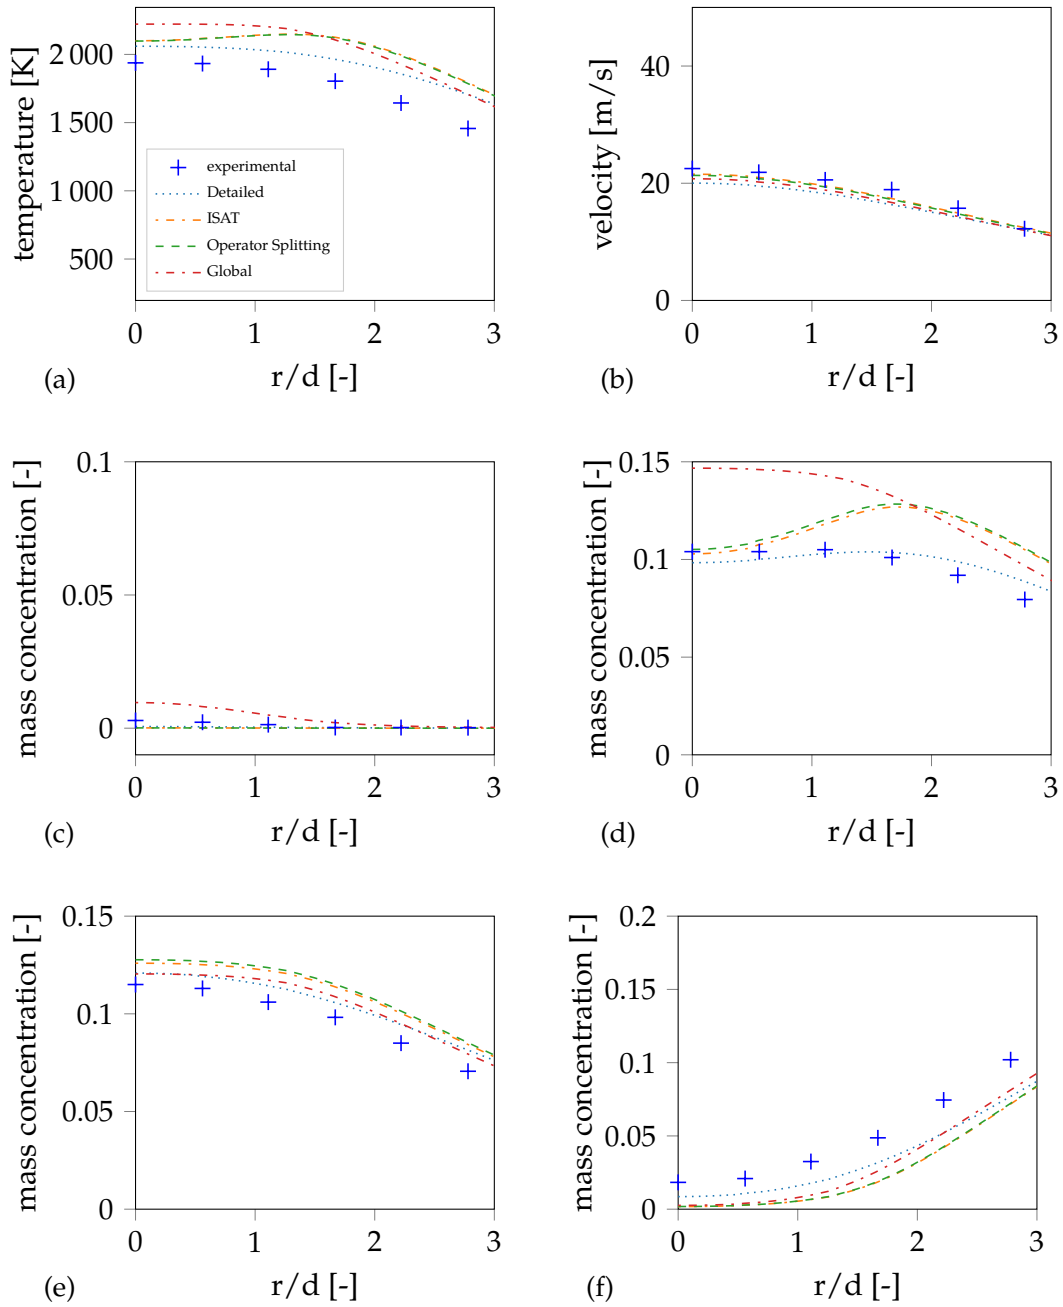 temperature [K]
2 000
1500
1 000
500
experimental
Detailed
ISAT
Operator Splitting
Global
0 1 2 3
(a)
r/d [-]
velocity [m/s]
40
20
0
0 1 2 3
(b)
r/d [-]
mass concentration [-]
0.1
0.05
0
0 1 2 3
(c)
r/d [-]
mass concentration [-]
0.15
0.1
0.05
0
0 1 2 3
(d)
r/d [-]
mass concentration [-]
0.15
0.1
0.05
0
0 1 2 3
(e)
r/d [-]
mass concentration [-]
0.2
0.15
0.1
0.05
0
0 1 2 3
(f)
r/d [-]